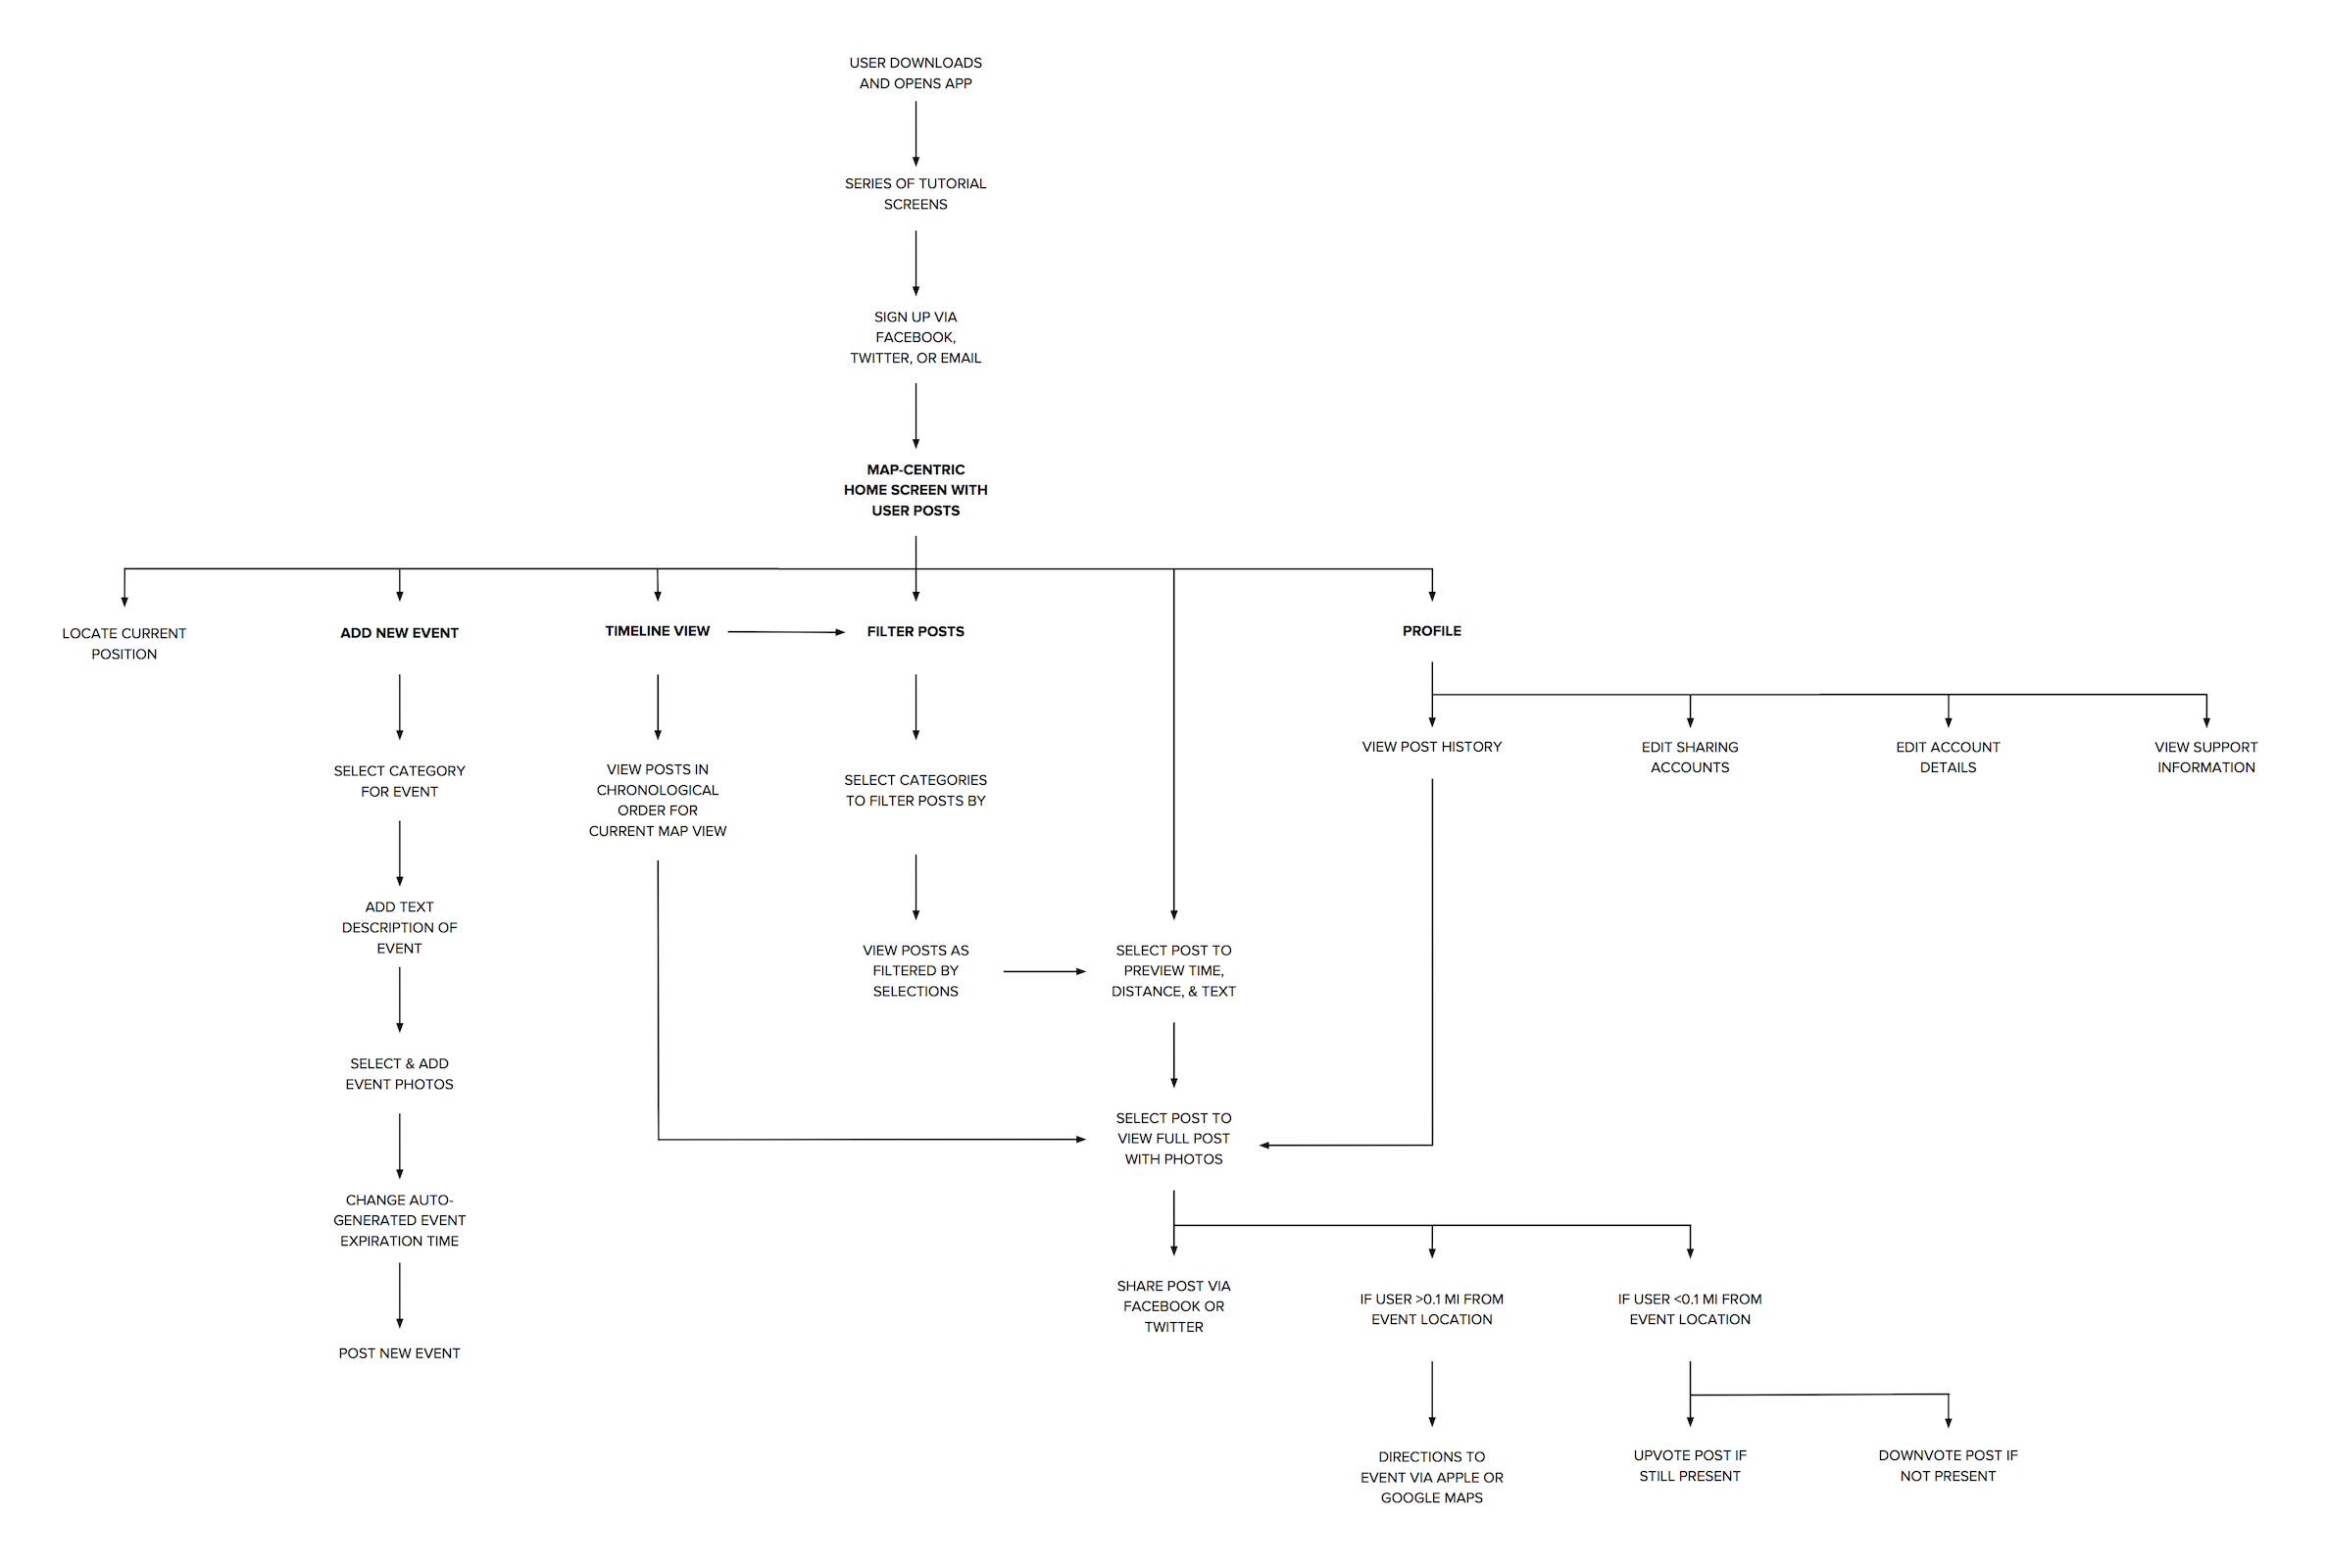 USER DOWNLOADS
AND OPENS APP
SERIES OF TUTORIAL
SCREENS
SIGN UP VIA
FACEBOOK,
TWITTER, OR EMAIL
MAP-CENTRIC
HOME SCREEN WITH
USER POSTS
LOCATE CURRENT
POSITION
ADD NEW EVENT
TIMELINE VIEW
FILTER POSTS
PROFILE
SELECT CATEGORY
FOR EVENT
VIEW POSTS IN
CHRONOLOGICAL
ORDER FOR
CURRENT MAP VIEW
SELECT CATEGORIES
TO FILTER POSTS BY
VIEW POST HISTORY
EDIT SHARING
ACCOUNTS
EDIT ACCOUNT
DETAILS
VIEW SUPPORT
INFORMATION
ADD TEXT
DESCRIPTION OF
EVENT
VIEW POSTS AS
FILTERED BY
SELECTIONS
SELECT POST TO
PREVIEW TIME,
DISTANCE, & TEXT
SELECT & ADD
EVENT PHOTOS
SELECT POST TO
VIEW FULL POST
WITH PHOTOS
CHANGE AUTO-
GENERATED EVENT
EXPIRATION TIME
SHARE POST VIA
FACEBOOK OR
TWITTER
IF USER >0.1 MI FROM
EVENT LOCATION
IF USER <0.1 MI FROM
EVENT LOCATION
POST NEW EVENT
DIRECTIONS TO
EVENT VIA APPLE OR
GOOGLE MAPS
UPVOTE POST IF
STILL PRESENT
DOWNVOTE POST IF
NOT PRESENT